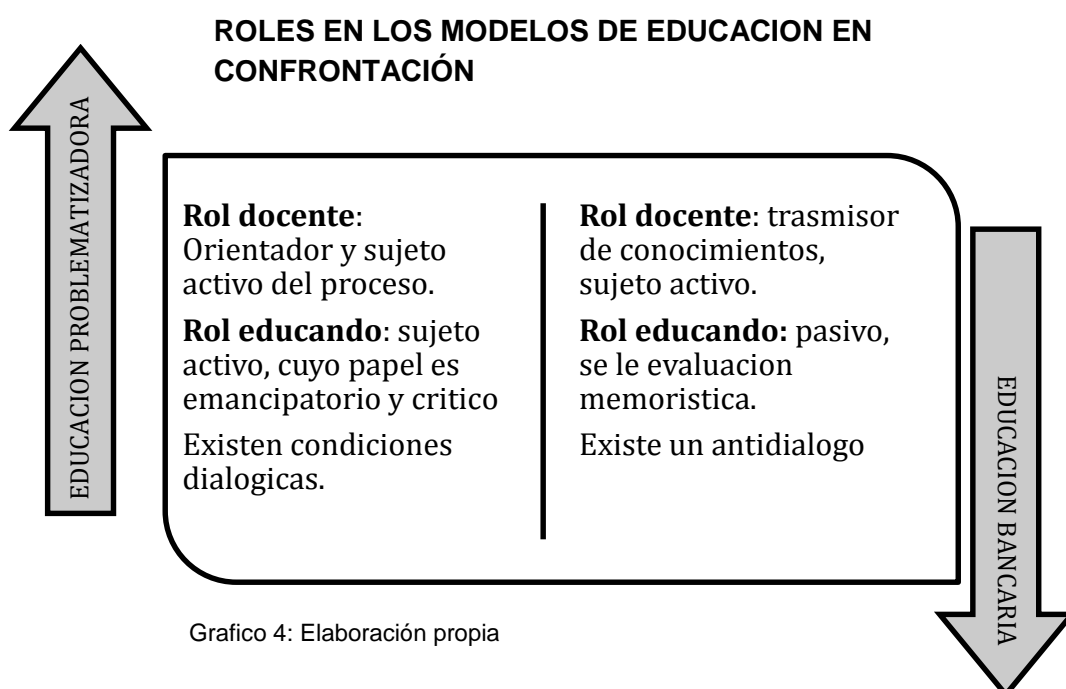 ROLES EN LOS MODELOS DE EDUCACION EN
CONFRONTACIÓN
EDUCACION PROBLEMATIZADORA
Rol docente:
Orientador y sujeto
activo del proceso.
Rol educando: sujeto
activo, cuyo papel es
emancipatorio y critico
Existen condiciones
dialogicas.
Rol docente: trasmisor
de conocimientos,
sujeto activo.
Rol educando: pasivo,
se le evaluacion
memoristica.
Existe un antidialogo
EDUCACION BANCARIA
Grafico 4: Elaboración propia